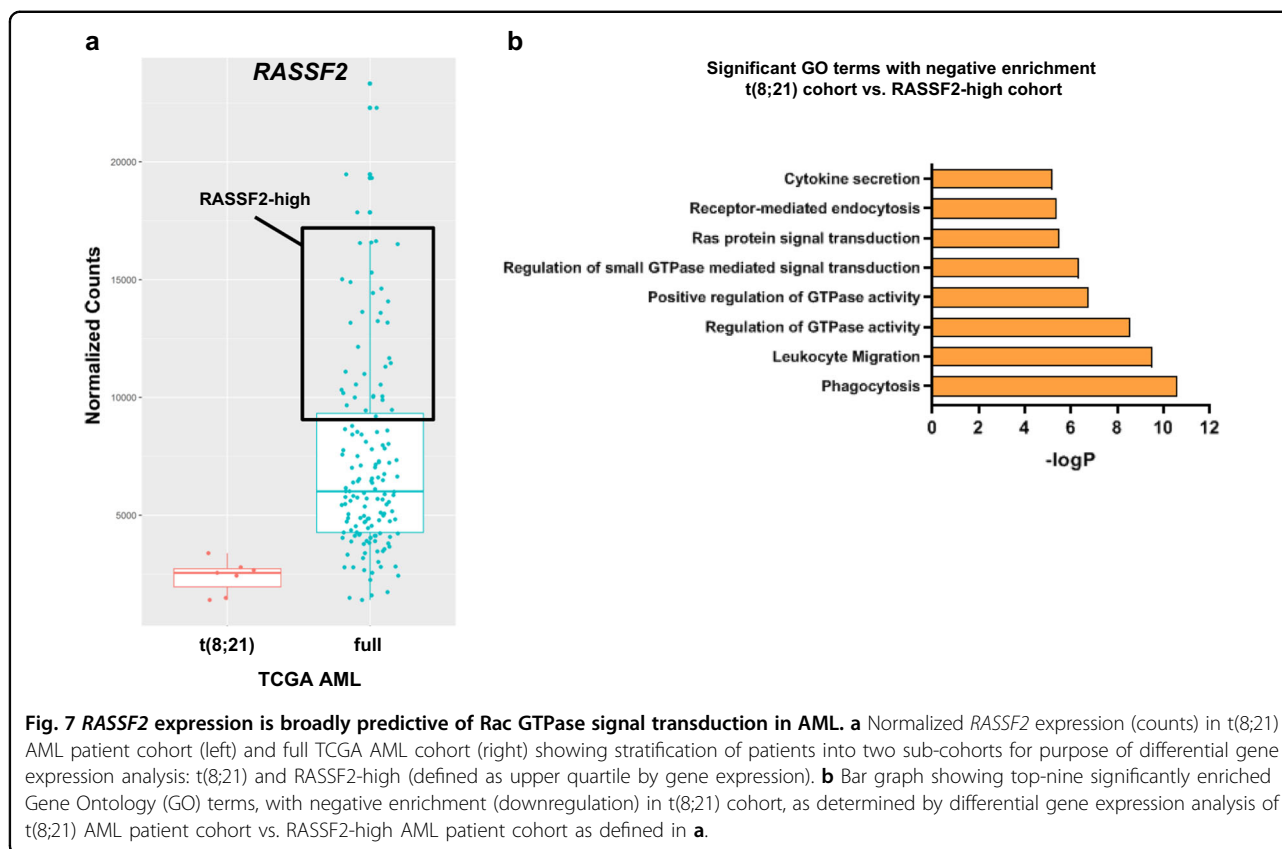 a
RASSF2
20000
15000
10000
5000
Normalized Counts
RASSF2-high
t(8;21)
full
TCGA AML
b
Significant GO terms with negative enrichment
t(8;21) cohort vs. RASSF2-high cohort
Cytokine secretion
Receptor-mediated endocytosis
Ras protein signal transduction
Regulation of small GTPase mediated signal transduction
Positive regulation of GTPase activity
Regulation of GTPase activity
Leukocyte Migration
Phagocytosis
0 2 4 6 8 10 12
-logP
Fig. 7 RASSF2 expression is broadly predictive of Rac GTPase signal transduction in AML. a Normalized RASSF2 expression (counts) in t(8;21)
AML patient cohort (left) and full TCGA AML cohort (right) showing stratification of patients into two sub-cohorts for purpose of differential gene
expression analysis: t(8;21) and RASSF2-high (defined as upper quartile by gene expression). b Bar graph showing top-nine significantly enriched
Gene Ontology (GO) terms, with negative enrichment (downregulation) in t(8;21) cohort, as determined by differential gene expression analysis of
t(8;21) AML patient cohort vs. RASSF2-high AML patient cohort as defined in a.